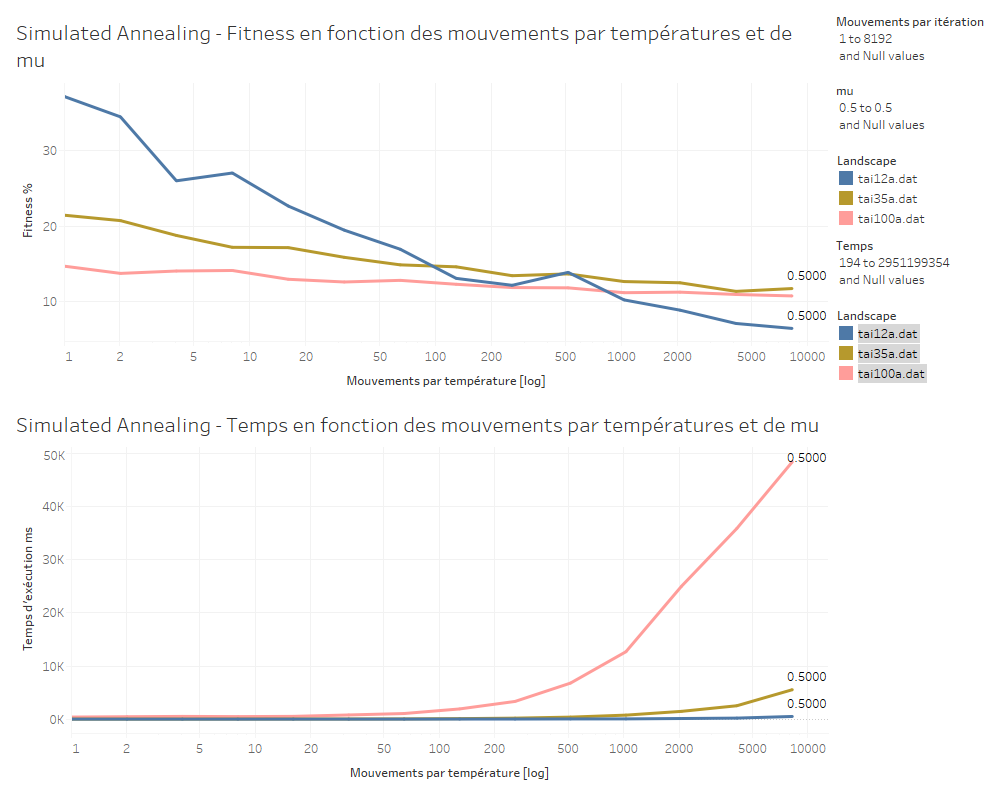 Simulated Annealing - Fitness en fonction des mouvements par températures et de
mu
Fitness %
30
20
10
0.5000
0.5000
1 2 5 10 20 50 100 200 500 1000 2000 5000 10000
Mouvements par température [log]
Mouvements par itération
1 to 8192
and Null values
mu
0.5 to 0.5
and Null values
Landscape
tai12a.dat
tai35a.dat
tai100a.dat
Temps
194 to 2951199354
and Null values
Landscape
tai12a.dat
tai35a.dat
tai100a.dat
Simulated Annealing - Temps en fonction des mouvements par températures et de mu
Temps d'exécution ms
50K
40K
30K
20K
10K
0K
0.5000
0.5000
0.5000
1 2 5 10 20 50 100 200 500 1000 2000 5000 10000
Mouvements par température [log]